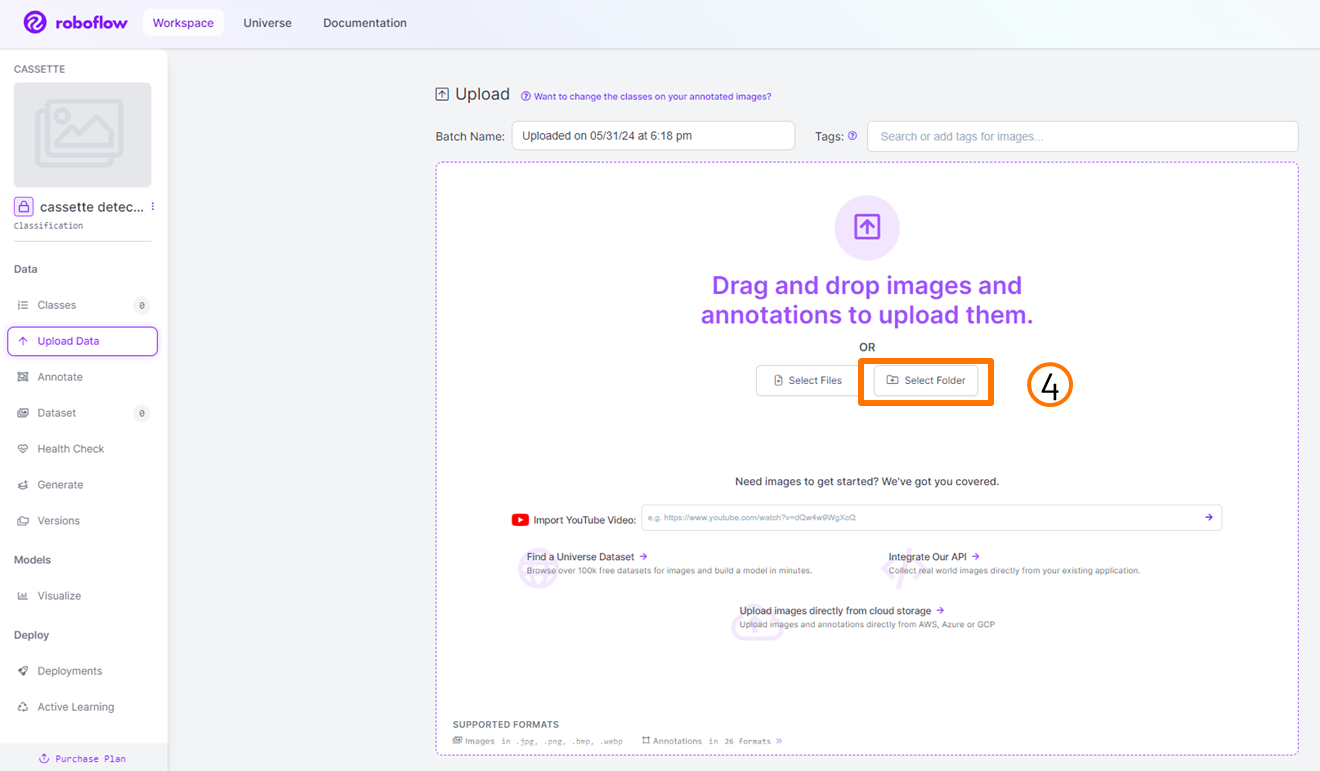 roboflow Workspace Universe Documentation
CASSETTE
cassette detec...
Classification
Data
Classes 0
Upload Data
Annotate
Dataset 0
Health Check
Generate
Versions
Models
Visualize
Deploy
Deployments
Active Learning
Purchase Plan
Upload Want to change the classes on your annotated images?
Batch Name: Uploaded on 05/31/24 at 6:18 pm Tags: Search or add tags for images...
Drag and drop images and
annotations to upload them.
OR
Select Files Select Folder 4
Need images to get started? We've got you covered.
Import YouTube Video: e.g. https://www.youtube.com/watch?v=dQw4w9WgXcQ
Find a Universe Dataset → Integrate Our API →
Browse over 100k free datasets for images and build a model in minutes. Collect real world images directly from your existing application.
Upload images directly from cloud storage →
Upload images and annotations directly from AWS, Azure or GCP
SUPPORTED FORMATS
Images in .jpg, .png, .bmp, .webp Annotations in 26 formats »